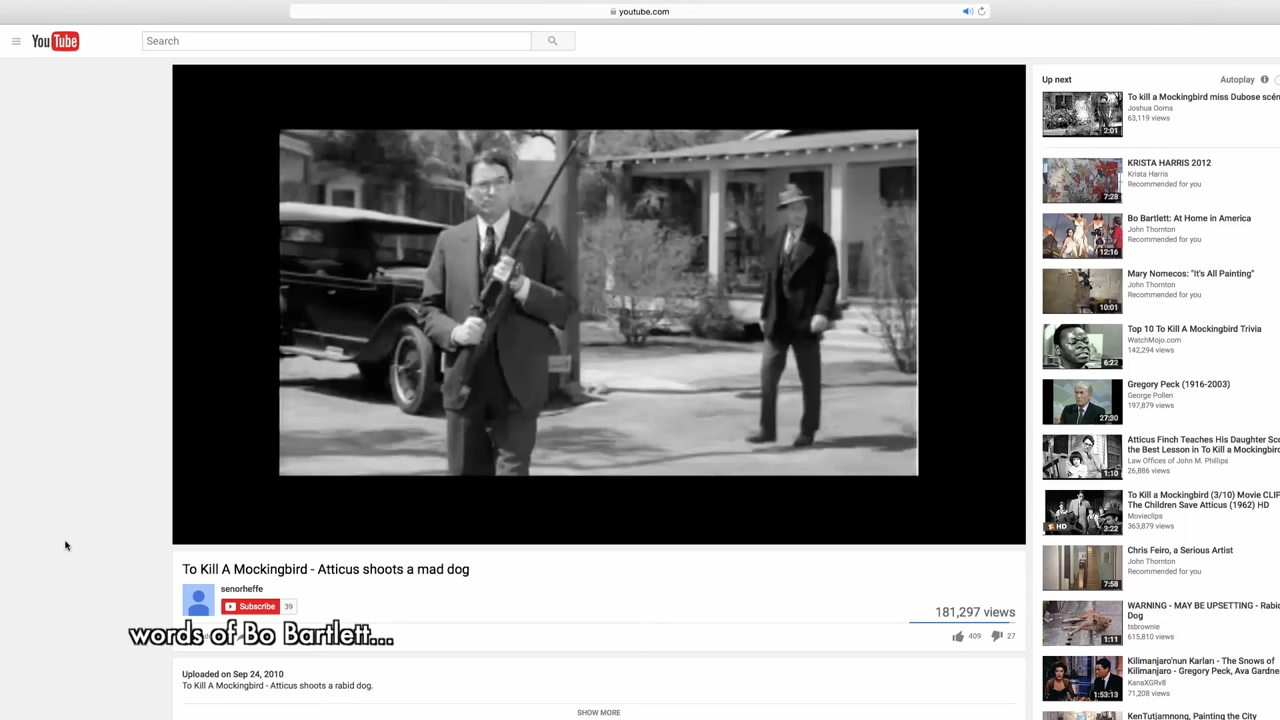 youtube.com
YouTube
Search
To Kill A Mockingbird - Atticus shoots a mad dog
senorheffe
Subscribe 39
181,297 views
words of Bo Bartlett...
409 27
Uploaded on Sep 24, 2010
To Kill A Mockingbird - Atticus shoots a rabid dog.
SHOW MORE
Up next Autoplay
To kill a Mockingbird miss Dubose scén
Joshua Ooms
63,119 views
2:01
KRISTA HARRIS 2012
Krista Harris
Recommended for you
7:28
Bo Bartlett: At Home in America
John Thornton
Recommended for you
12:16
Mary Nomecos: "It's All Painting"
John Thornton
Recommended for you
10:01
Top 10 To Kill A Mockingbird Trivia
WatchMojo.com
142,294 views
6:22
Gregory Peck (1916-2003)
George Pollen
197,879 views
27:30
Atticus Finch Teaches His Daughter Sco
the Best Lesson in To Kill a Mockingbird
Law Offices of John M. Phillips
26,886 views
1:10
To Kill a Mockingbird (3/10) Movie CLIP
The Children Save Atticus (1962) HD
Movieclips
363,879 views
HD 3:22
Chris Feiro, a Serious Artist
John Thornton
Recommended for you
7:58
WARNING - MAY BE UPSETTING - Rabid
Dog
tsbrownie
615,810 views
1:11
Kilimanjaro'nun Karları - The Snows of
Kilimanjaro - Gregory Peck, Ava Gardne
KanaXGRv8
71,208 views
1:53:13
KenTutjamnong, Painting the City